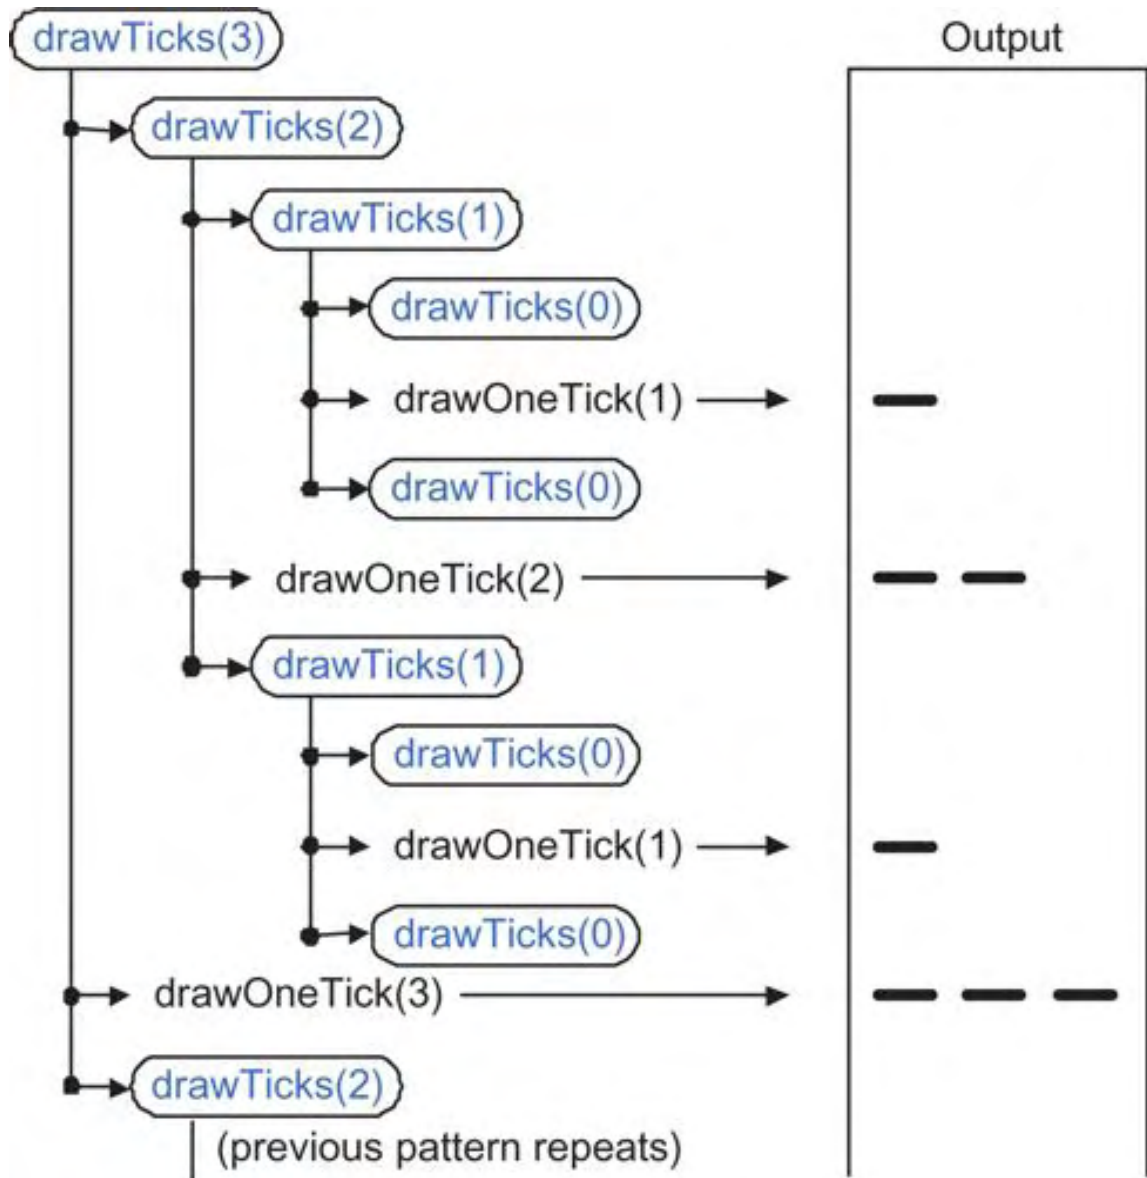 drawTicks(3)
Output
drawTicks(2)
drawTicks(1)
drawTicks(0)
drawOneTick(1)
drawTicks(0)
drawOneTick(2)
drawTicks(1)
drawTicks(0)
drawOneTick(1)
drawTicks(0)
drawOneTick(3)
drawTicks(2)
(previous pattern repeats)